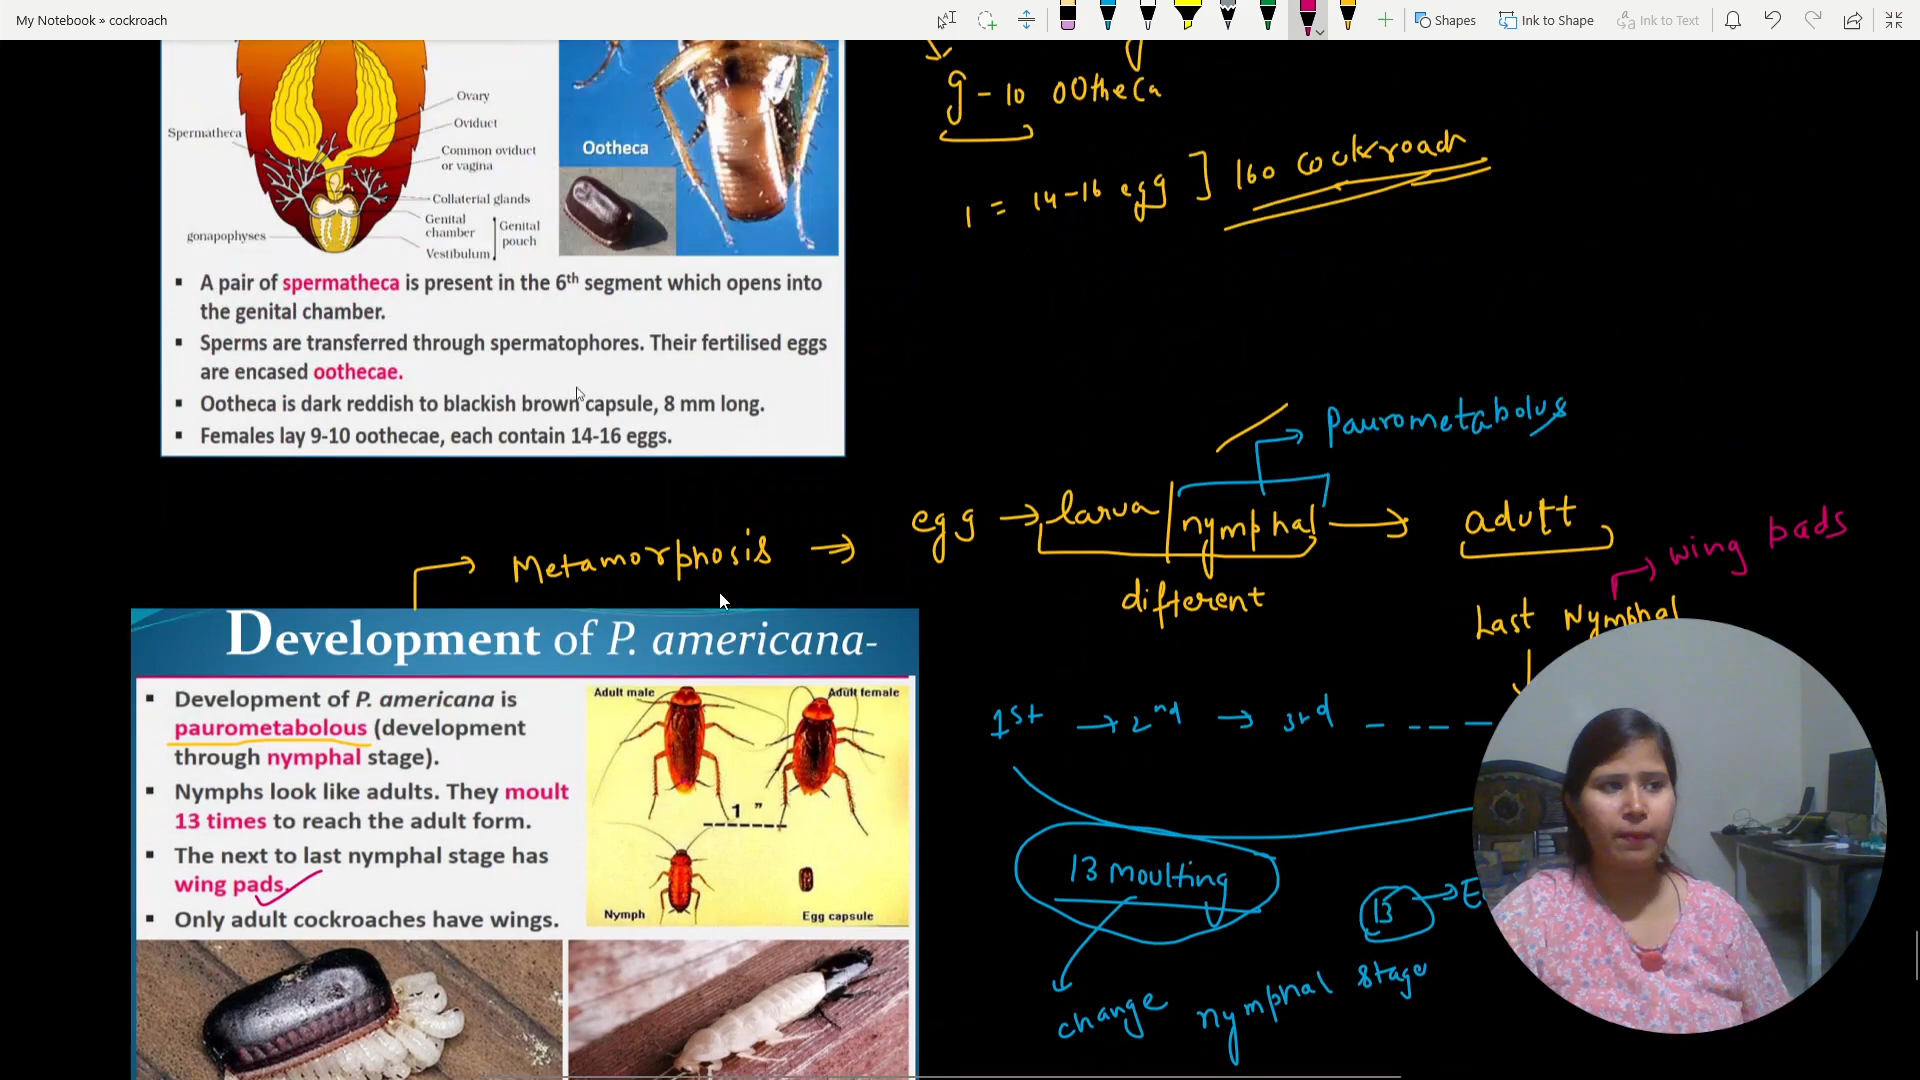 My Notebook » cockroach
Shapes
Ink to Shape
Ink to Text
Ovary
Oviduct
Spermatheca
Common oviduct
or vagina
Collaterial glands
Genital
chamber
Genital
pouch
gonapophyses
Vestibulum
Ootheca
g - 10 OOtheca
1 = 14-16 egg ] 160 cockroach
▪ A pair of spermatheca is present in the 6th segment which opens into
the genital chamber.
▪ Sperms are transferred through spermatophores. Their fertilised eggs
are encased oothecae.
▪ Ootheca is dark reddish to blackish brown capsule, 8 mm long.
▪ Females lay 9-10 oothecae, each contain 14-16 eggs.
Paurometabolus
Metamorphosis → egg → larva | nymphal → adult
different
wing pads
Last Nymphal
Development of P. americana-
▪ Development of P. americana is
paurometabolous (development
through nymphal stage).
▪ Nymphs look like adults. They moult
13 times to reach the adult form.
▪ The next to last nymphal stage has
wing pads.
▪ Only adult cockroaches have wings.
Adult male
Adult female
1 "
Nymph
Egg capsule
1st → 2nd → 3rd - - - -
13 Moulting
13 →
change nymphal stage